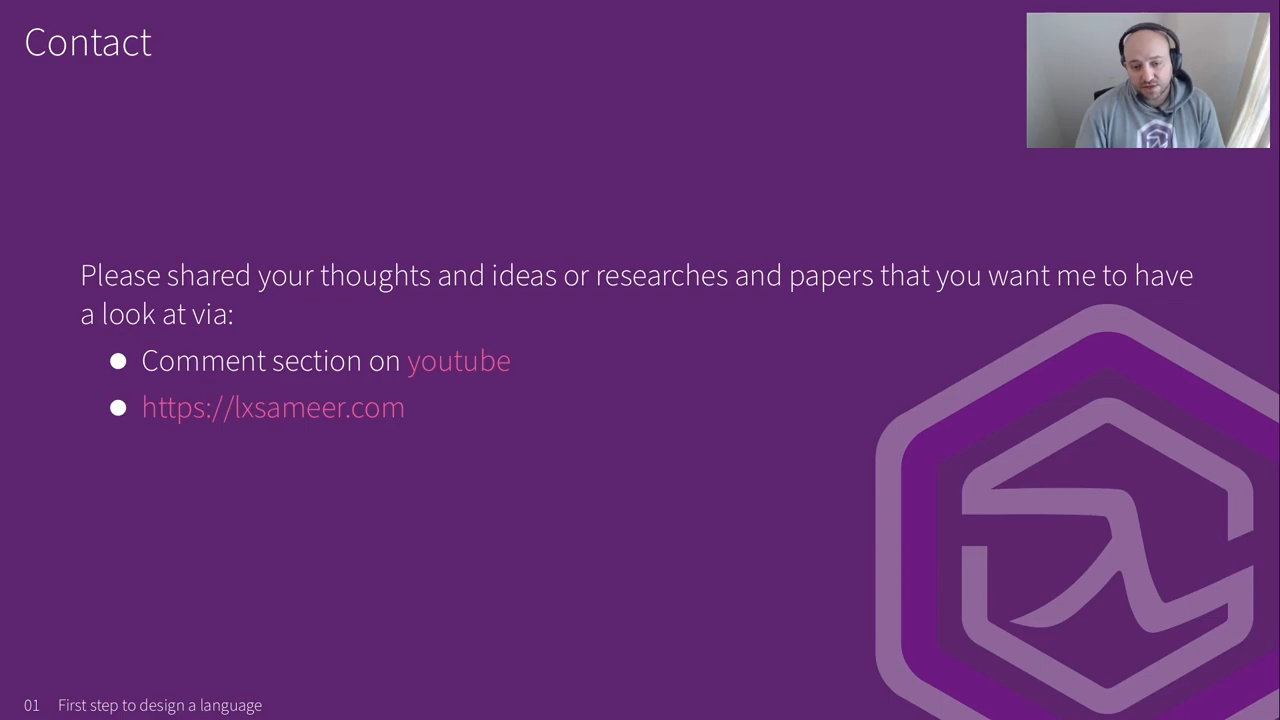 Contact
Please shared your thoughts and ideas or researches and papers that you want me to have
a look at via:
Comment section on youtube
https://lxsameer.com
01 First step to design a language